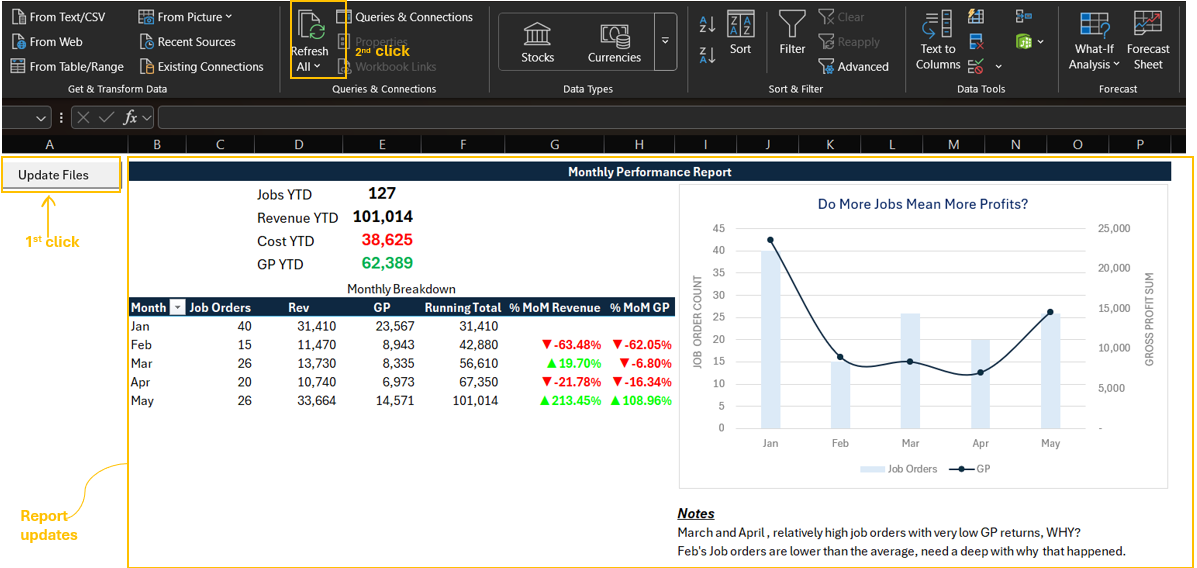 From Text/CSV
From Web
From Table/Range
From Picture
Recent Sources
Existing Connections
Get & Transform Data
Refresh
All
Queries & Connections
Properties
Workbook Links
2nd click
Queries & Connections
Stocks
Currencies
Data Types
Sort
Filter
Clear
Reapply
Advanced
Sort & Filter
Text to
Columns
Data Tools
What-If
Analysis
Forecast
Sheet
Forecast
fx
A B C D E F G H I J K L M N O P
Update Files
1st click
Report
updates
Monthly Performance Report
Jobs YTD 127
Revenue YTD 101,014
Cost YTD 38,625
GP YTD 62,389
Monthly Breakdown
Month Job Orders Rev GP Running Total % MoM Revenue % MoM GP
Jan 40 31,410 23,567 31,410
Feb 15 11,470 8,943 42,880 ▼-63.48% ▼-62.05%
Mar 26 13,730 8,335 56,610 ▲19.70% ▼-6.80%
Apr 20 10,740 6,973 67,350 ▼-21.78% ▼-16.34%
May 26 33,664 14,571 101,014 ▲213.45% ▲108.96%
Do More Jobs Mean More Profits?
JOB ORDER COUNT
45
40
35
30
25
20
15
10
5
0
25,000
20,000
15,000
10,000
5,000
-
GROSS PROFIT SUM
Jan Feb Mar Apr May
Job Orders GP
Notes
March and April , relatively high job orders with very low GP returns, WHY?
Feb's Job orders are lower than the average, need a deep with why that happened.